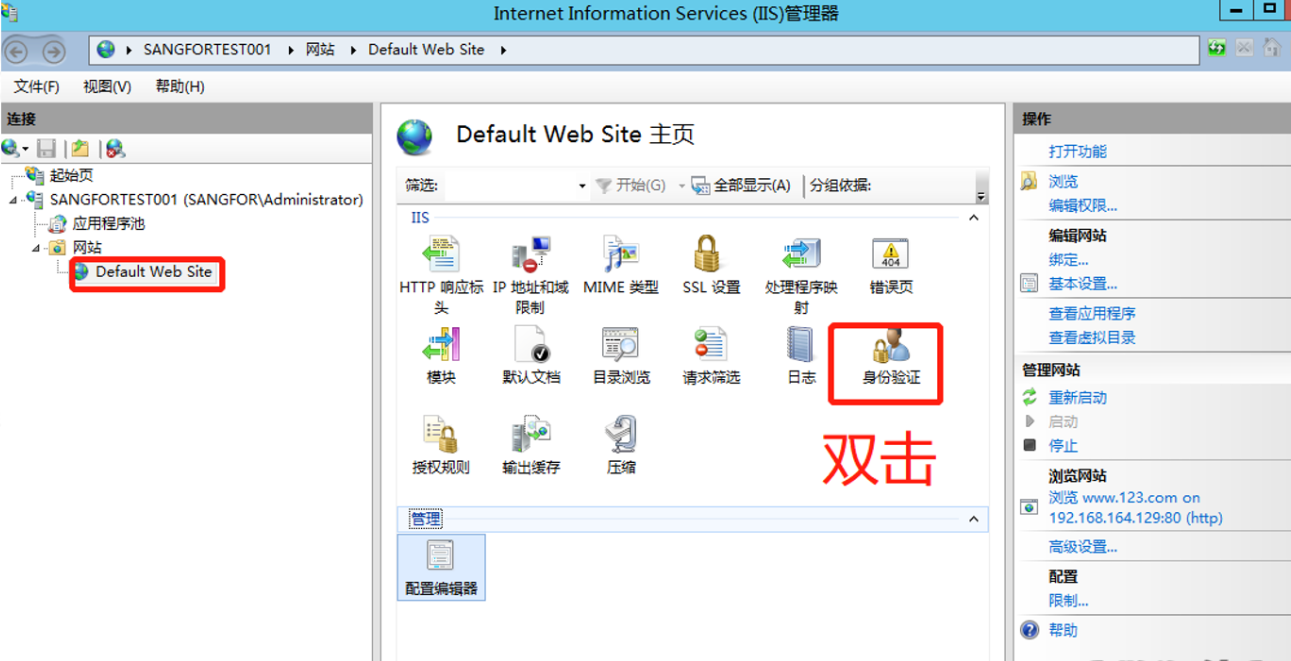 Internet Information Services (IIS)管理器
SANGFORTEST001 网站 Default Web Site
文件(F) 视图(V) 帮助(H)
连接
起始页
SANGFORTEST001 (SANGFOR\Administrator)
应用程序池
网站
Default Web Site
Default Web Site 主页
筛选: 开始(G) 全部显示(A) 分组依据:
IIS
HTTP 响应标头
IP 地址和域限制
MIME 类型
SSL 设置
处理程序映射
404
错误页
模块
默认文档
目录浏览
请求筛选
日志
身份验证
授权规则
输出缓存
压缩
双击
管理
配置编辑器
操作
打开功能
浏览
编辑权限...
编辑网站
绑定...
基本设置...
查看应用程序
查看虚拟目录
管理网站
重新启动
启动
停止
浏览网站
浏览 www.123.com on
192.168.164.129:80 (http)
高级设置...
配置
限制...
帮助